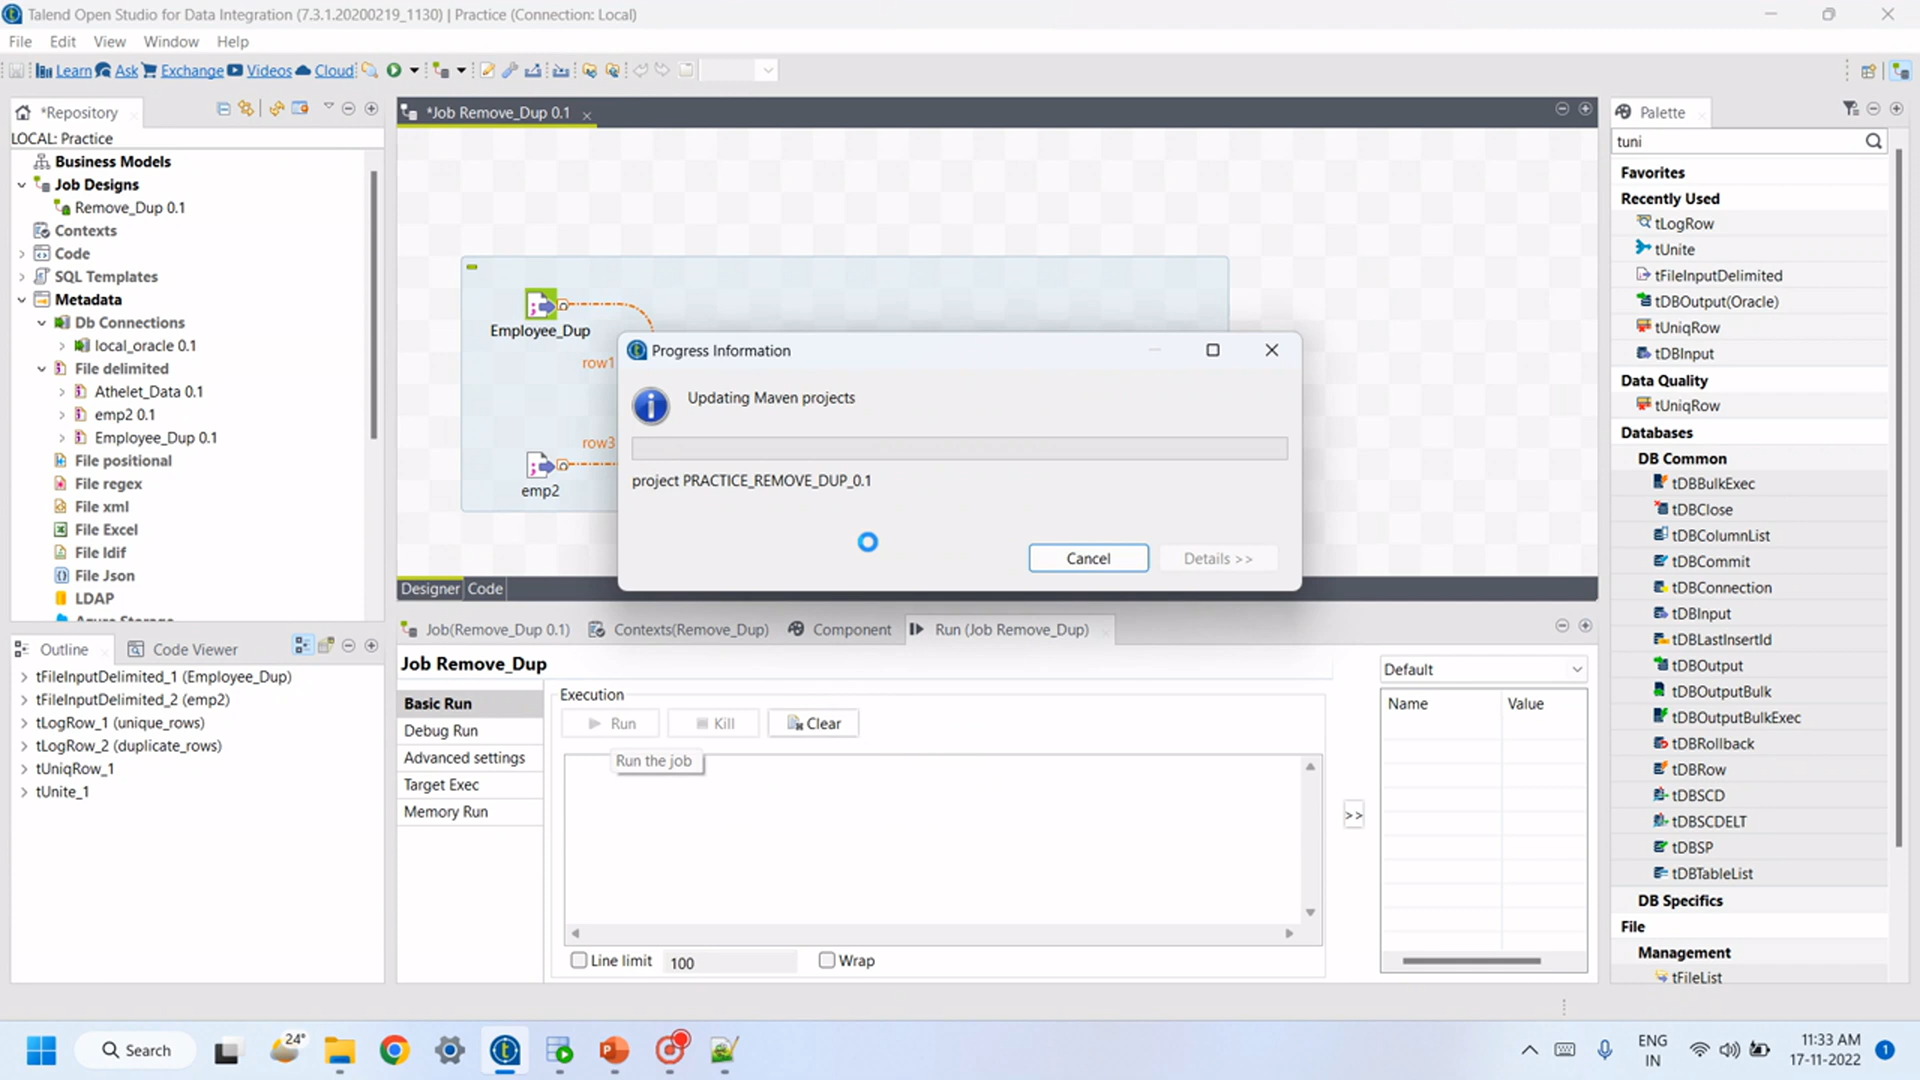 Talend Open Studio for Data Integration (7.3.1.20200219_1130) | Practice (Connection: Local)
File Edit View Window Help
Learn Ask Exchange Videos Cloud
*Repository
LOCAL: Practice
Business Models
Job Designs
Remove_Dup 0.1
Contexts
Code
SQL Templates
Metadata
Db Connections
local_oracle 0.1
File delimited
Athelet_Data 0.1
emp2 0.1
Employee_Dup 0.1
File positional
File regex
File xml
File Excel
File ldif
File Json
LDAP
Azure Storage
Outline Code Viewer
tFileInputDelimited_1 (Employee_Dup)
tFileInputDelimited_2 (emp2)
tLogRow_1 (unique_rows)
tLogRow_2 (duplicate_rows)
tUniqRow_1
tUnite_1
*Job Remove_Dup 0.1
Employee_Dup
row1
row3
emp2
Progress Information
Updating Maven projects
project PRACTICE_REMOVE_DUP_0.1
Cancel Details >>
Designer Code
Job(Remove_Dup 0.1) Contexts(Remove_Dup) Component Run (Job Remove_Dup)
Job Remove_Dup
Basic Run
Debug Run
Advanced settings
Target Exec
Memory Run
Execution
Run Kill Clear
Run the job
Line limit 100 Wrap
>>
Default
Name Value
Palette
tuni
Favorites
Recently Used
tLogRow
tUnite
tFileInputDelimited
tDBOutput(Oracle)
tUniqRow
tDBInput
Data Quality
tUniqRow
Databases
DB Common
tDBBulkExec
tDBClose
tDBColumnList
tDBCommit
tDBConnection
tDBInput
tDBLastInsertId
tDBOutput
tDBOutputBulk
tDBOutputBulkExec
tDBRollback
tDBRow
tDBSCD
tDBSCDELT
tDBSP
tDBTableList
DB Specifics
File
Management
tFileList
Search
24°
ENG
IN
11:33 AM
17-11-2022
1